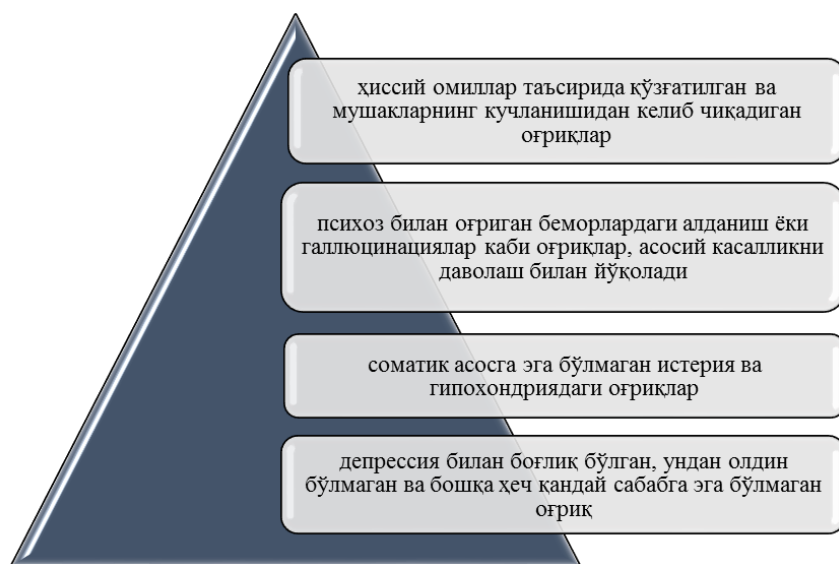 ҳиссий омиллар таъсирида қўзғатилган ва
мушакларнинг кучланишидан келиб чиқадиган
оғриқлар
психоз билан оғриган беморлардаги алданиш ёки
галлюцинациялар каби оғриқлар, асосий касалликни
даволаш билан йўқолади
соматик асосга эга бўлмаган истерия ва
гипохондриядаги оғриқлар
депрессия билан боғлиқ бўлган, ундан олдин
бўлмаган ва бошқа ҳеч қандай сабабга эга бўлмаган
оғриқ